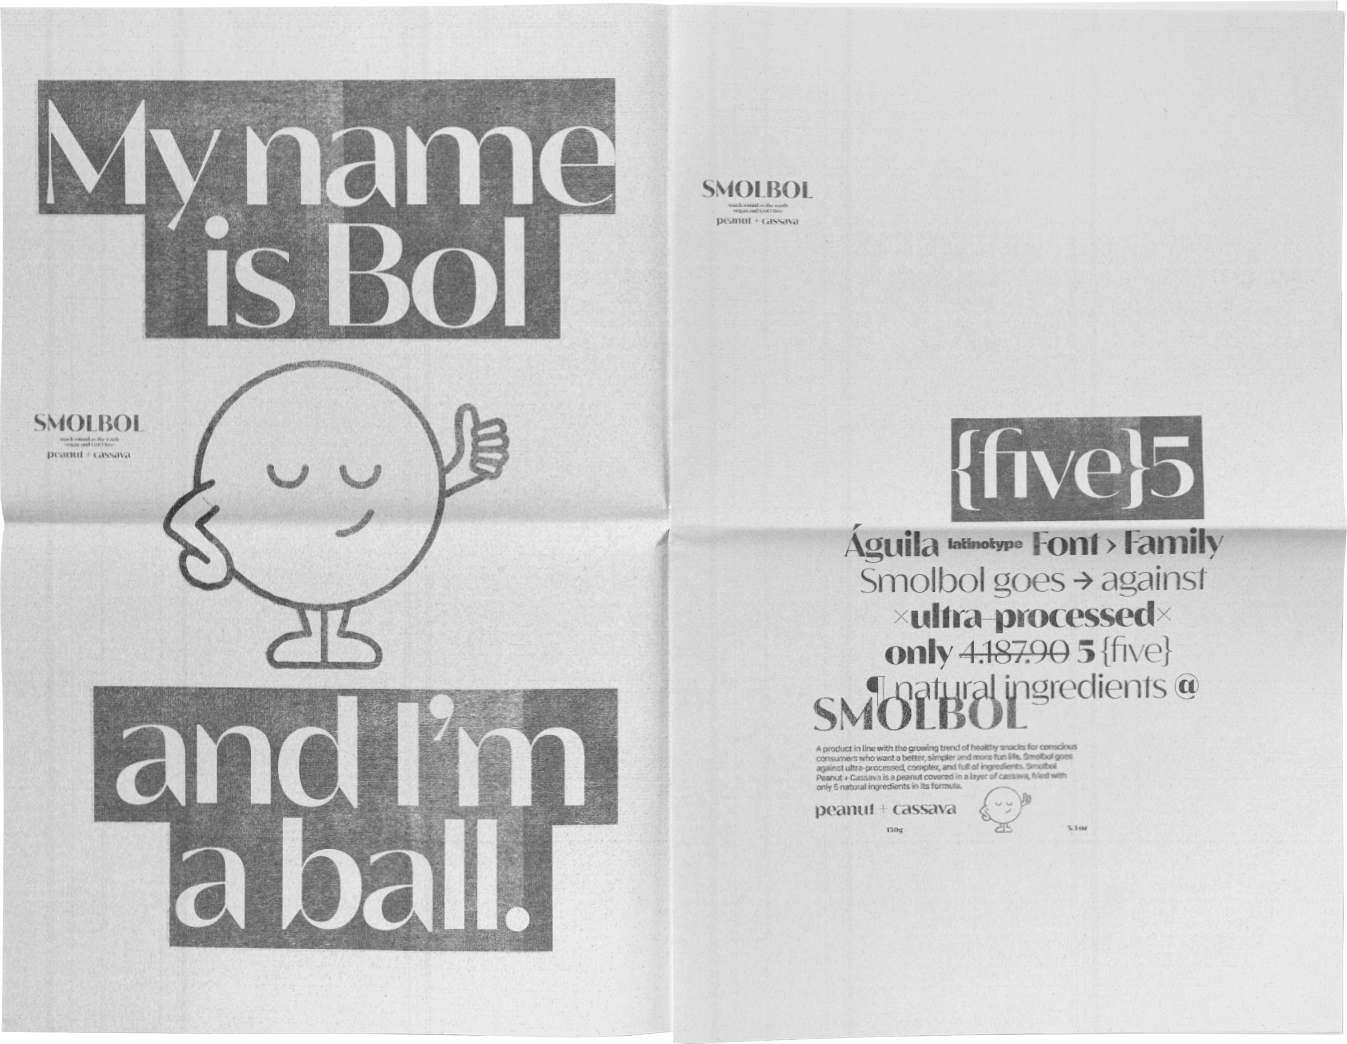 My name
is Bol
SMOLBOL
peanut + cassava
and I'm
a ball.
SMOLBOL
peanut + cassava
{five}5
Águila latinotype Font › Family
Smolbol goes → against
×ultra-processed×
only 4.187.90 5 {five}
¶ natural ingredients @
SMOLBOL
A product in line with the growing trend of healthy snacks for conscious
consumers who want a better, simpler and more fun life. Smolbol goes
against ultra-processed, complex, and full of ingredients. Smolbol
Peanut + Cassava is a peanut covered in a layer of cassava, fried with
only 5 natural ingredients in its formula.
peanut + cassava
150g
5.3 oz